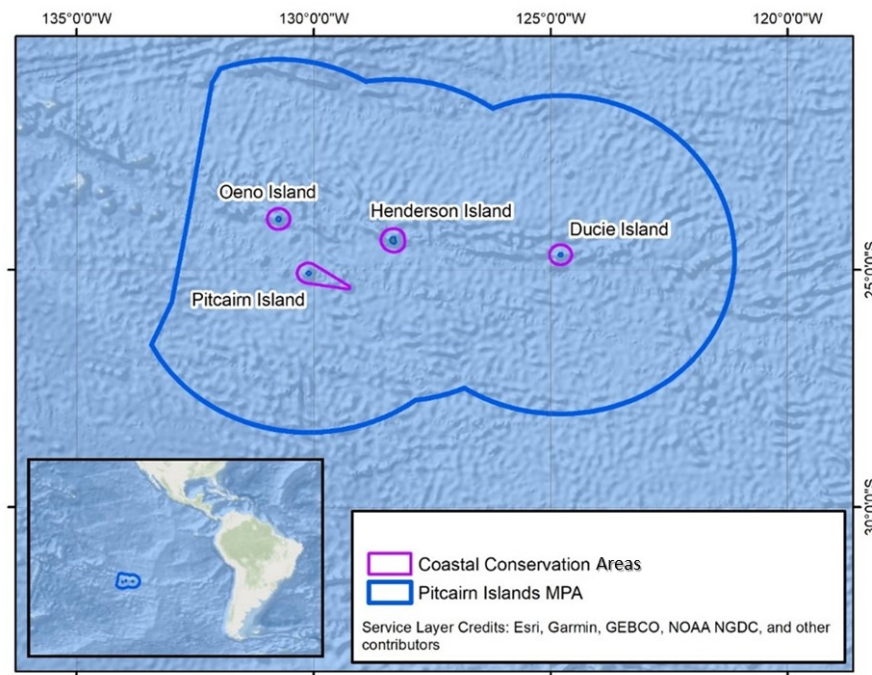 135°0'0"W 130°0'0"W 125°0'0"W 120°0'0"W
Oeno Island
Henderson Island
Ducie Island
25°0'0"S
Pitcairn Island
30°0'0"S
Coastal Conservation Areas
Pitcairn Islands MPA
Service Layer Credits: Esri, Garmin, GEBCO, NOAA NGDC, and other
contributors